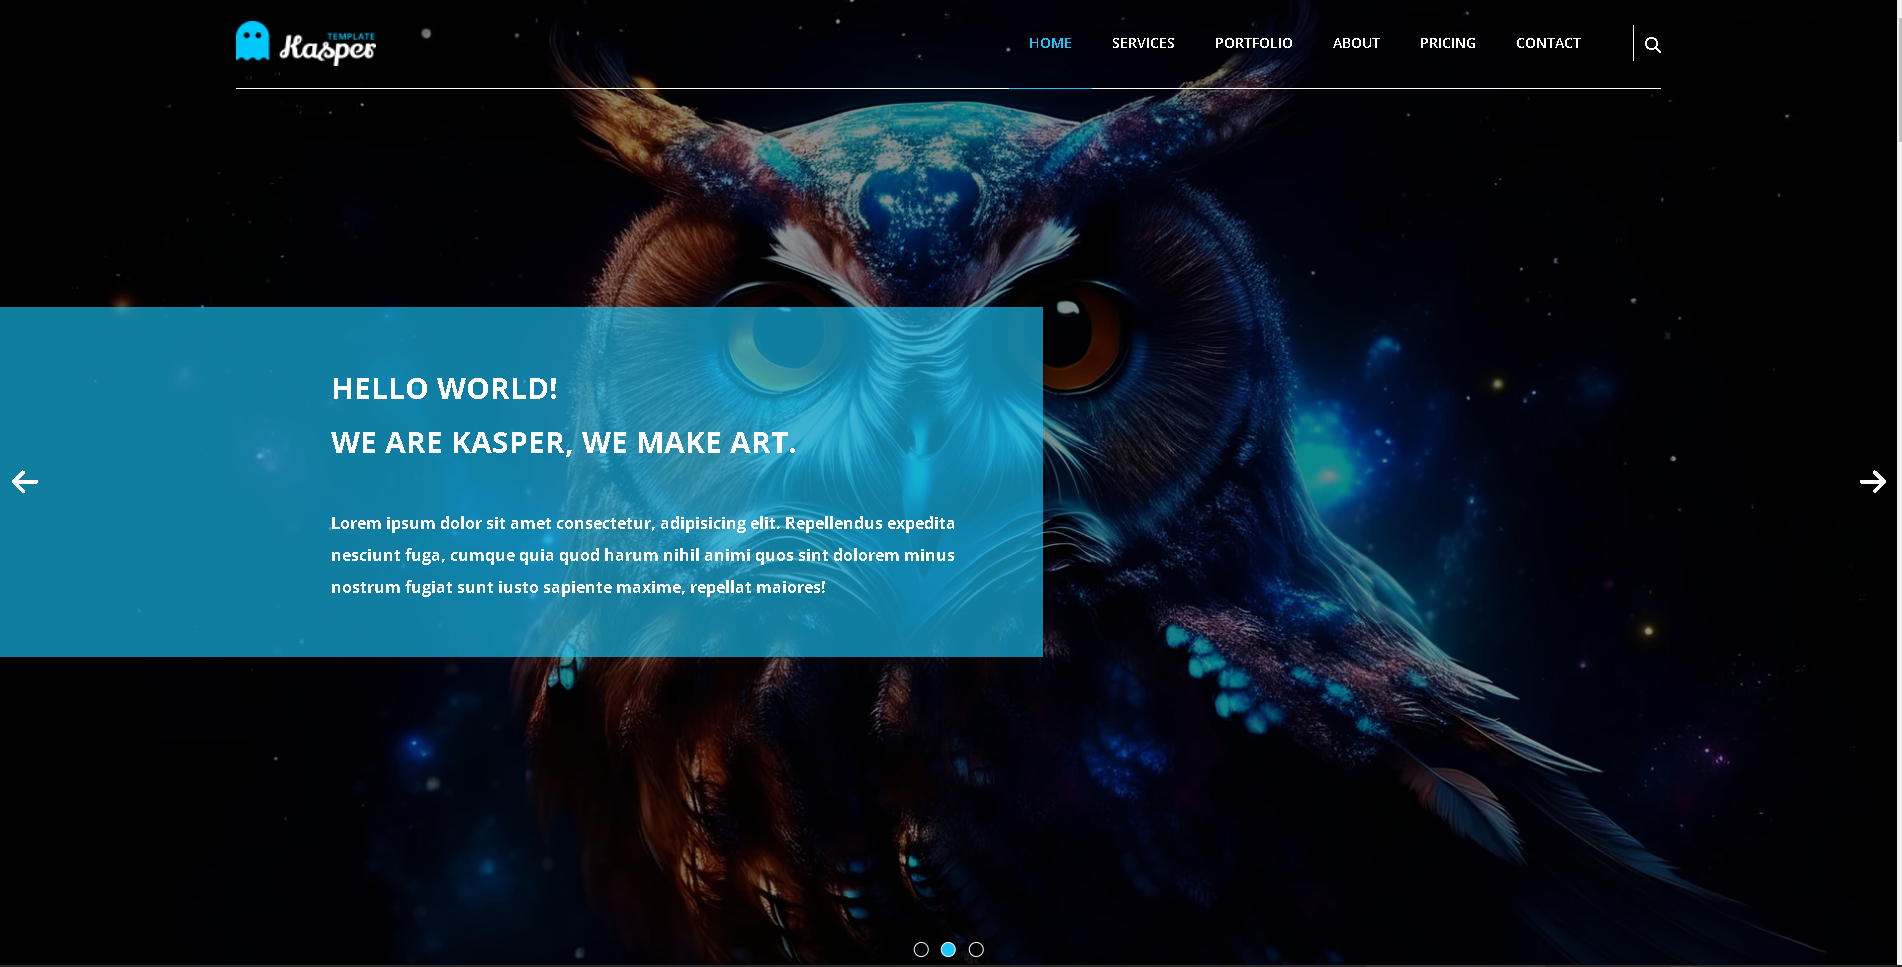 TEMPLATE
Kasper
HOME SERVICES PORTFOLIO ABOUT PRICING CONTACT
HELLO WORLD!
WE ARE KASPER, WE MAKE ART.
Lorem ipsum dolor sit amet consectetur, adipisicing elit. Repellendus expedita
nesciunt fuga, cumque quia quod harum nihil animi quos sint dolorem minus
nostrum fugiat sunt iusto sapiente maxime, repellat maiores!